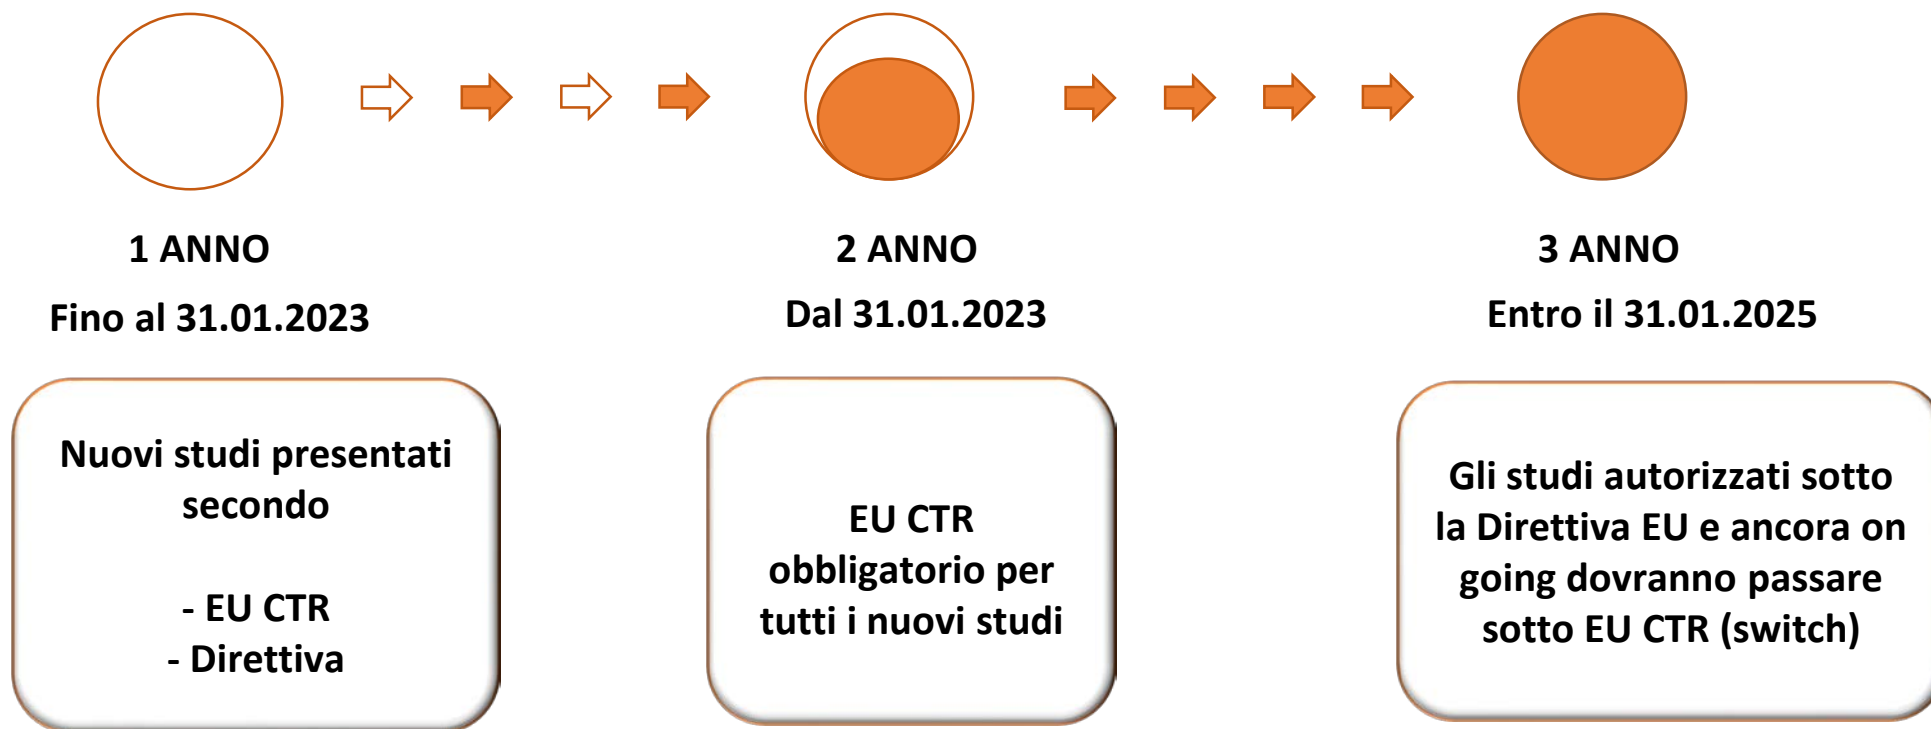 1 ANNO
Fino al 31.01.2023
Nuovi studi presentati
secondo
- EU CTR
- Direttiva
2 ANNO
Dal 31.01.2023
EU CTR
obbligatorio per
tutti i nuovi studi
3 ANNO
Entro il 31.01.2025
Gli studi autorizzati sotto
la Direttiva EU e ancora on
going dovranno passare
sotto EU CTR (switch)